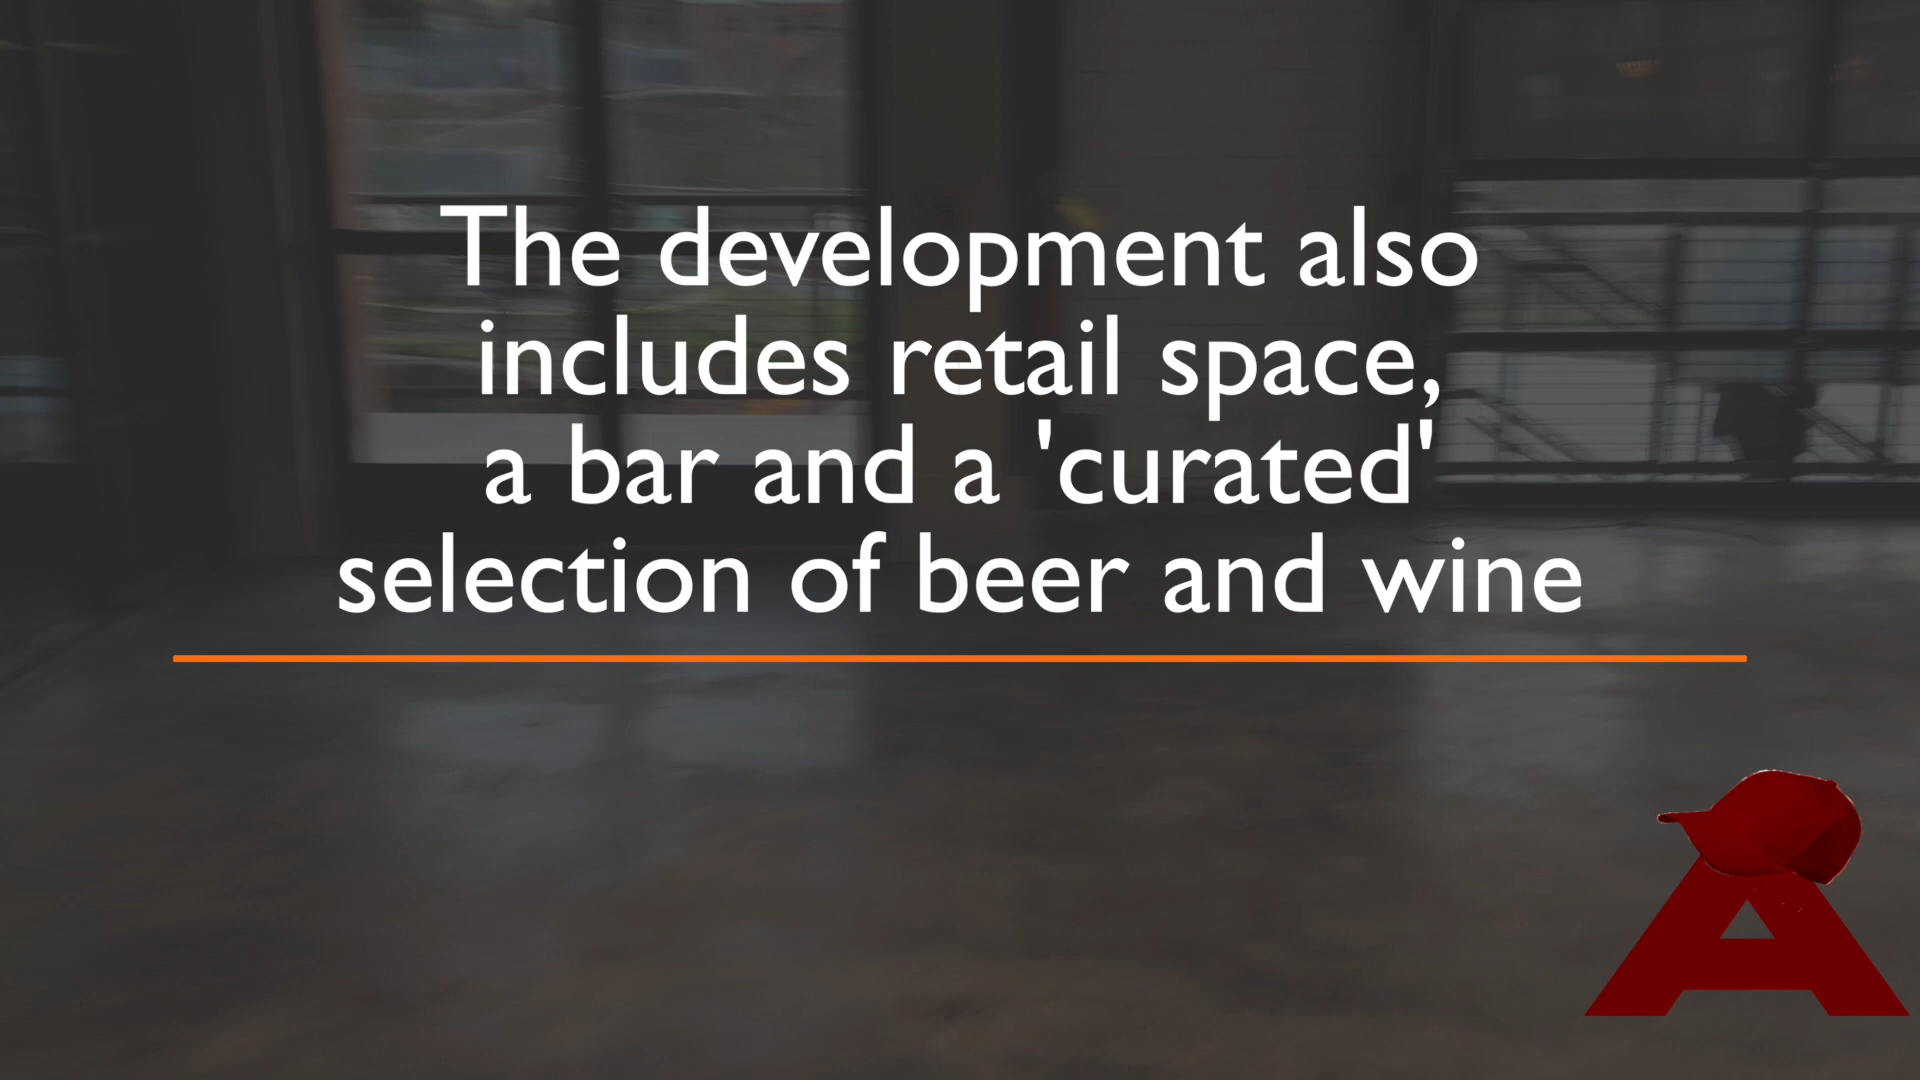 The development also
includes retail space,
a bar and a 'curated'
selection of beer and wine
A